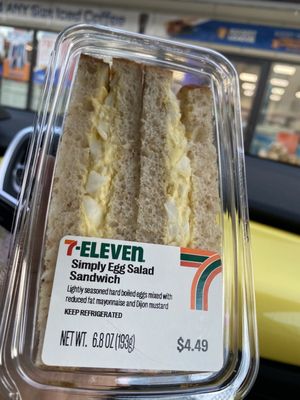 ANY Size Iced Coffee
7-ELEVEN
Simply Egg Salad
Sandwich
Lightly seasoned hard boiled eggs mixed with
reduced fat mayonnaise and Dijon mustard
KEEP REFRIGERATED
NET WT. 6.8 OZ (193g)
$4.49